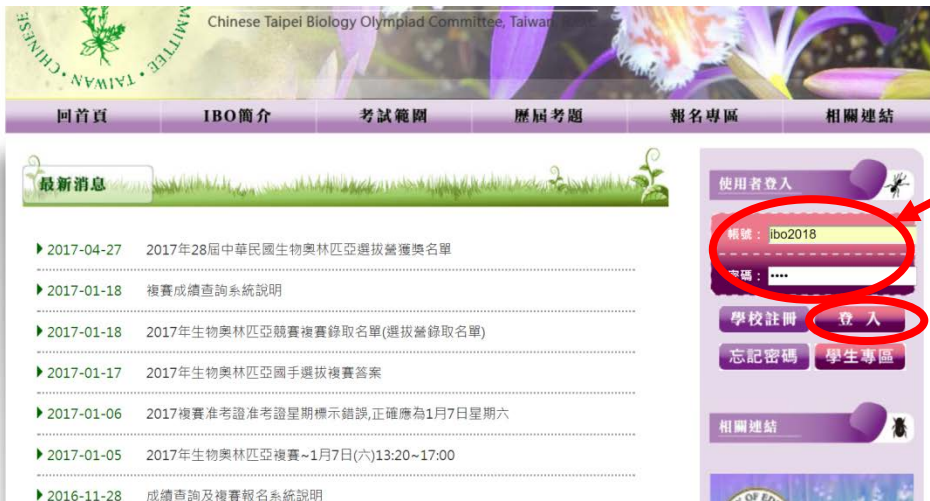 MMITTEE, TAIWAN • CHINESE
Chinese Taipei Biology Olympiad Committee, Taiwan
回首頁 IBO簡介 考試範圍 歷屆考題 報名專區 相關連結
最新消息
2017-04-27 2017年28屆中華民國生物奧林匹亞選拔營獲獎名單
2017-01-18 複賽成績查詢系統說明
2017-01-18 2017年生物奧林匹亞競賽複賽錄取名單(選拔營錄取名單)
2017-01-17 2017年生物奧林匹亞國手選拔複賽答案
2017-01-06 2017複賽准考證准考證星期標示錯誤,正確應為1月7日星期六
2017-01-05 2017年生物奧林匹亞複賽~1月7日(六)13:20~17:00
2016-11-28 成績查詢及複賽報名系統說明
使用者登入
帳號： ibo2018
密碼： ••••
學校註冊 登 入
忘記密碼 學生專區
相關連結